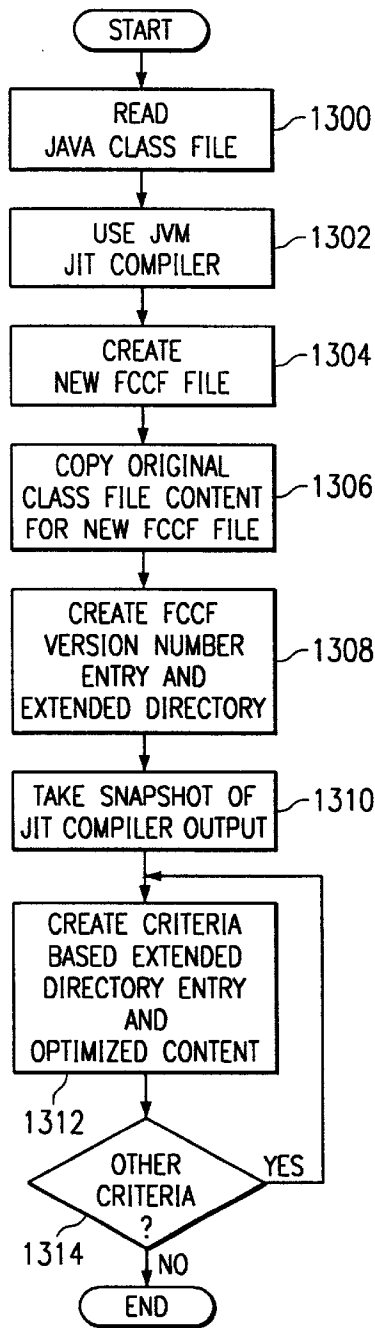 START
READ
JAVA CLASS FILE
1300
USE JVM
JIT COMPILER
1302
CREATE
NEW FCCF FILE
1304
COPY ORIGINAL
CLASS FILE CONTENT
FOR NEW FCCF FILE
1306
CREATE FCCF
VERSION NUMBER
ENTRY AND
EXTENDED DIRECTORY
1308
TAKE SNAPSHOT OF
JIT COMPILER OUTPUT
1310
CREATE CRITERIA
BASED EXTENDED
DIRECTORY ENTRY
AND
OPTIMIZED CONTENT
1312
OTHER
CRITERIA
?
YES
1314
NO
END